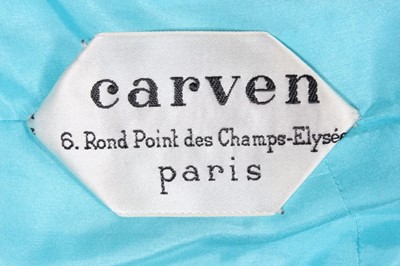 carven
6. Rond Point des Champs-Elysée
paris